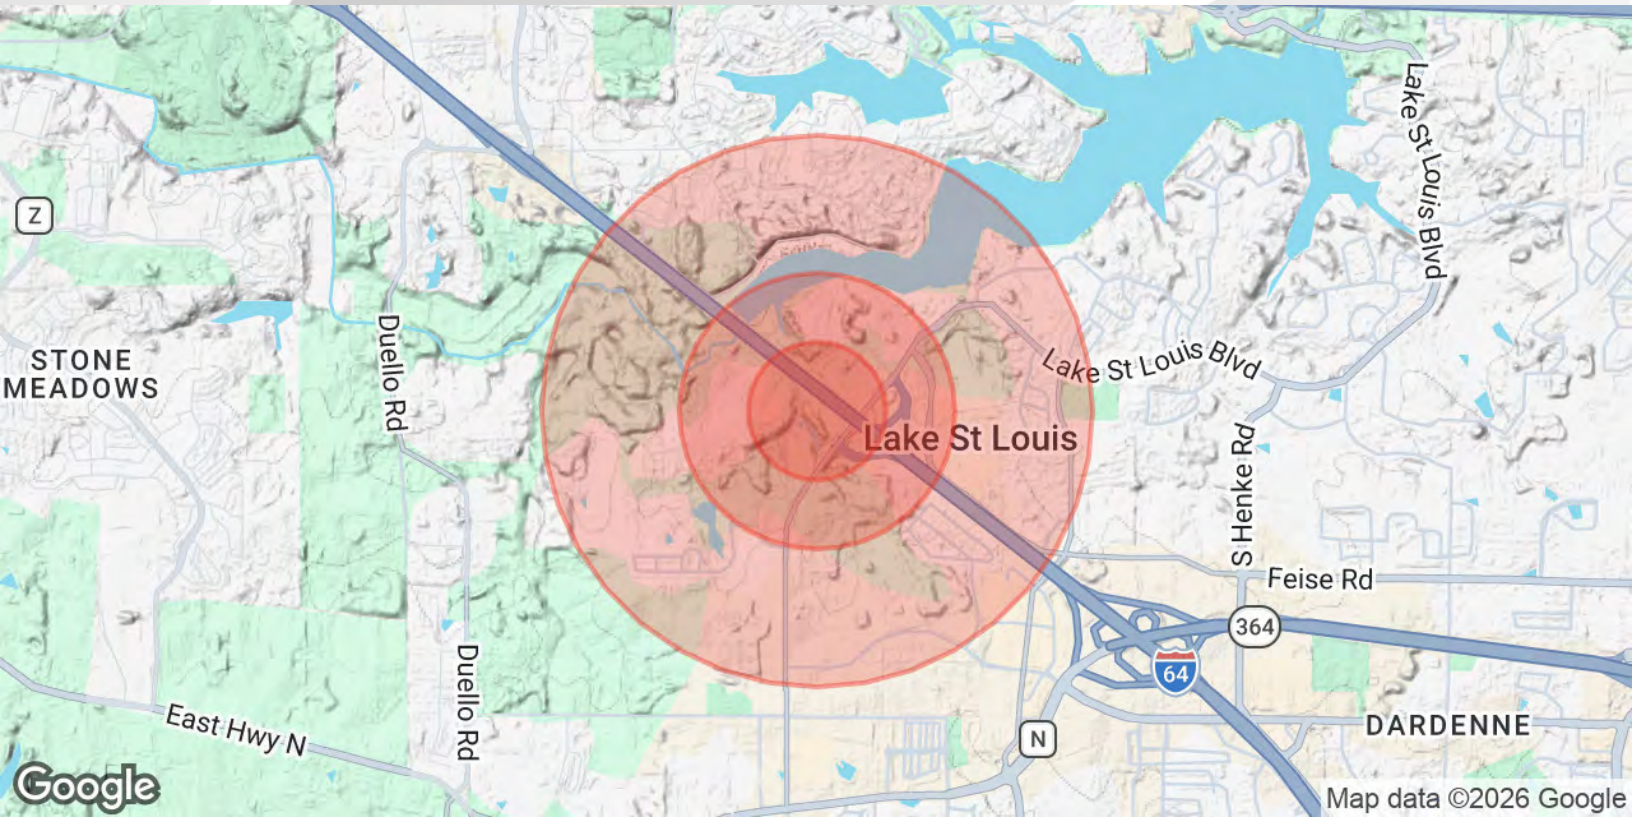 Lake St Louis Blvd
Z
STONE
MEADOWS
Duello Rd
Lake St Louis Blvd
Lake St Louis
S Henke Rd
Feise Rd
364
64
Duello Rd
East Hwy N
N
DARDENNE
Google
Map data ©2026 Google